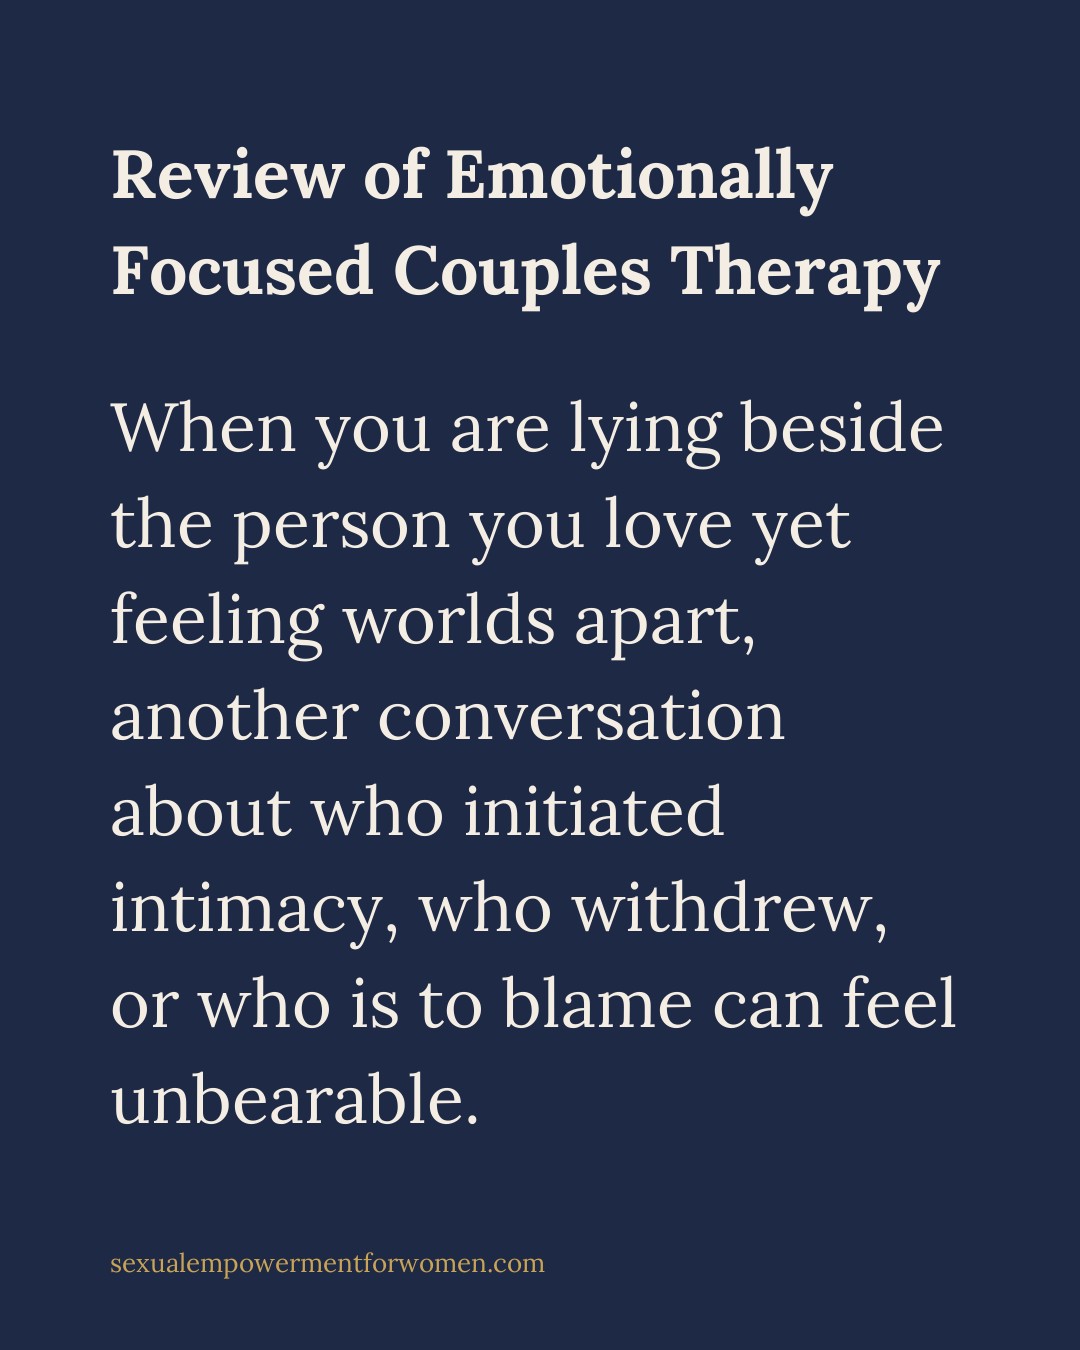 Review of Emotionally
Focused Couples Therapy
When you are lying beside
the person you love yet
feeling worlds apart,
another conversation
about who initiated
intimacy, who withdrew,
or who is to blame can feel
unbearable.
sexualempowermentforwomen.com